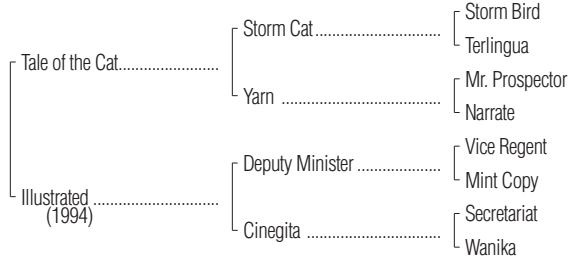 Storm Bird
Storm Cat
Terlingua
Tale of the Cat
Mr. Prospector
Yarn
Narrate
Vice Regent
Deputy Minister
Mint Copy
Illustrated
(1994)
Secretariat
Cinegita
Wanika